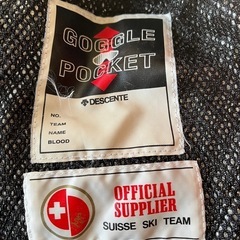 GOGGLE
POCKET
DESCENTE
NO.
TEAM
NAME
BLOOD
OFFICIAL
SUPPLIER
SUISSE SKI TEAM